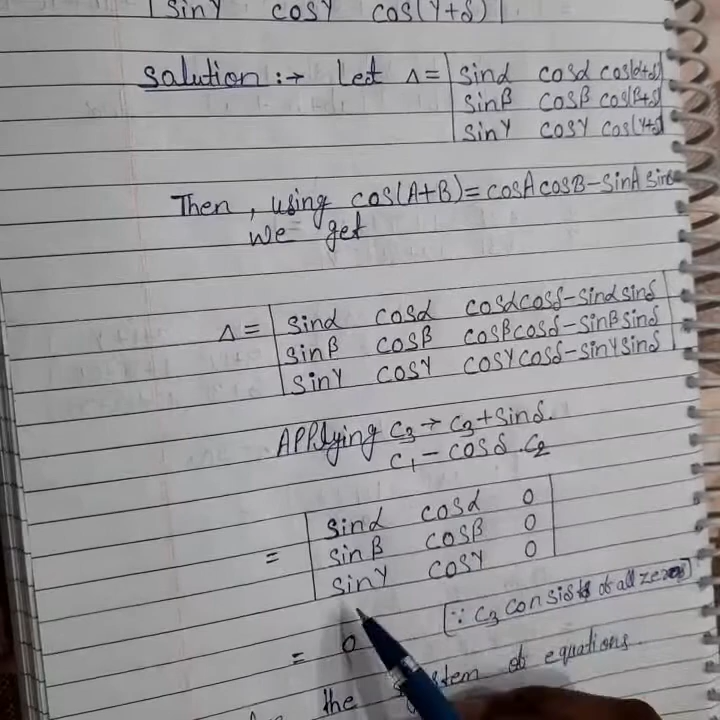 |sinγ cosγ cos(γ+δ)|
Solution :→ Let Δ = |sinα cosα cos(α+δ)|
|sinβ cosβ cos(β+δ)|
|sinγ cosγ cos(γ+δ)|
Then, using cos(A+B) = cosA cosB - sinA sinB
we get
Δ = |sinα cosα cosαcosδ - sinαsinδ|
|sinβ cosβ cosβcosδ - sinβsinδ|
|sinγ cosγ cosγcosδ - sinγsinδ|
Applying C₃ → C₃ + sinδ.
C₁ - cosδ.C₂
= |sinα cosα 0|
|sinβ cosβ 0|
|sinγ cosγ 0|
[∵ C₃ consists of all zeros]
= 0
the system of equations.